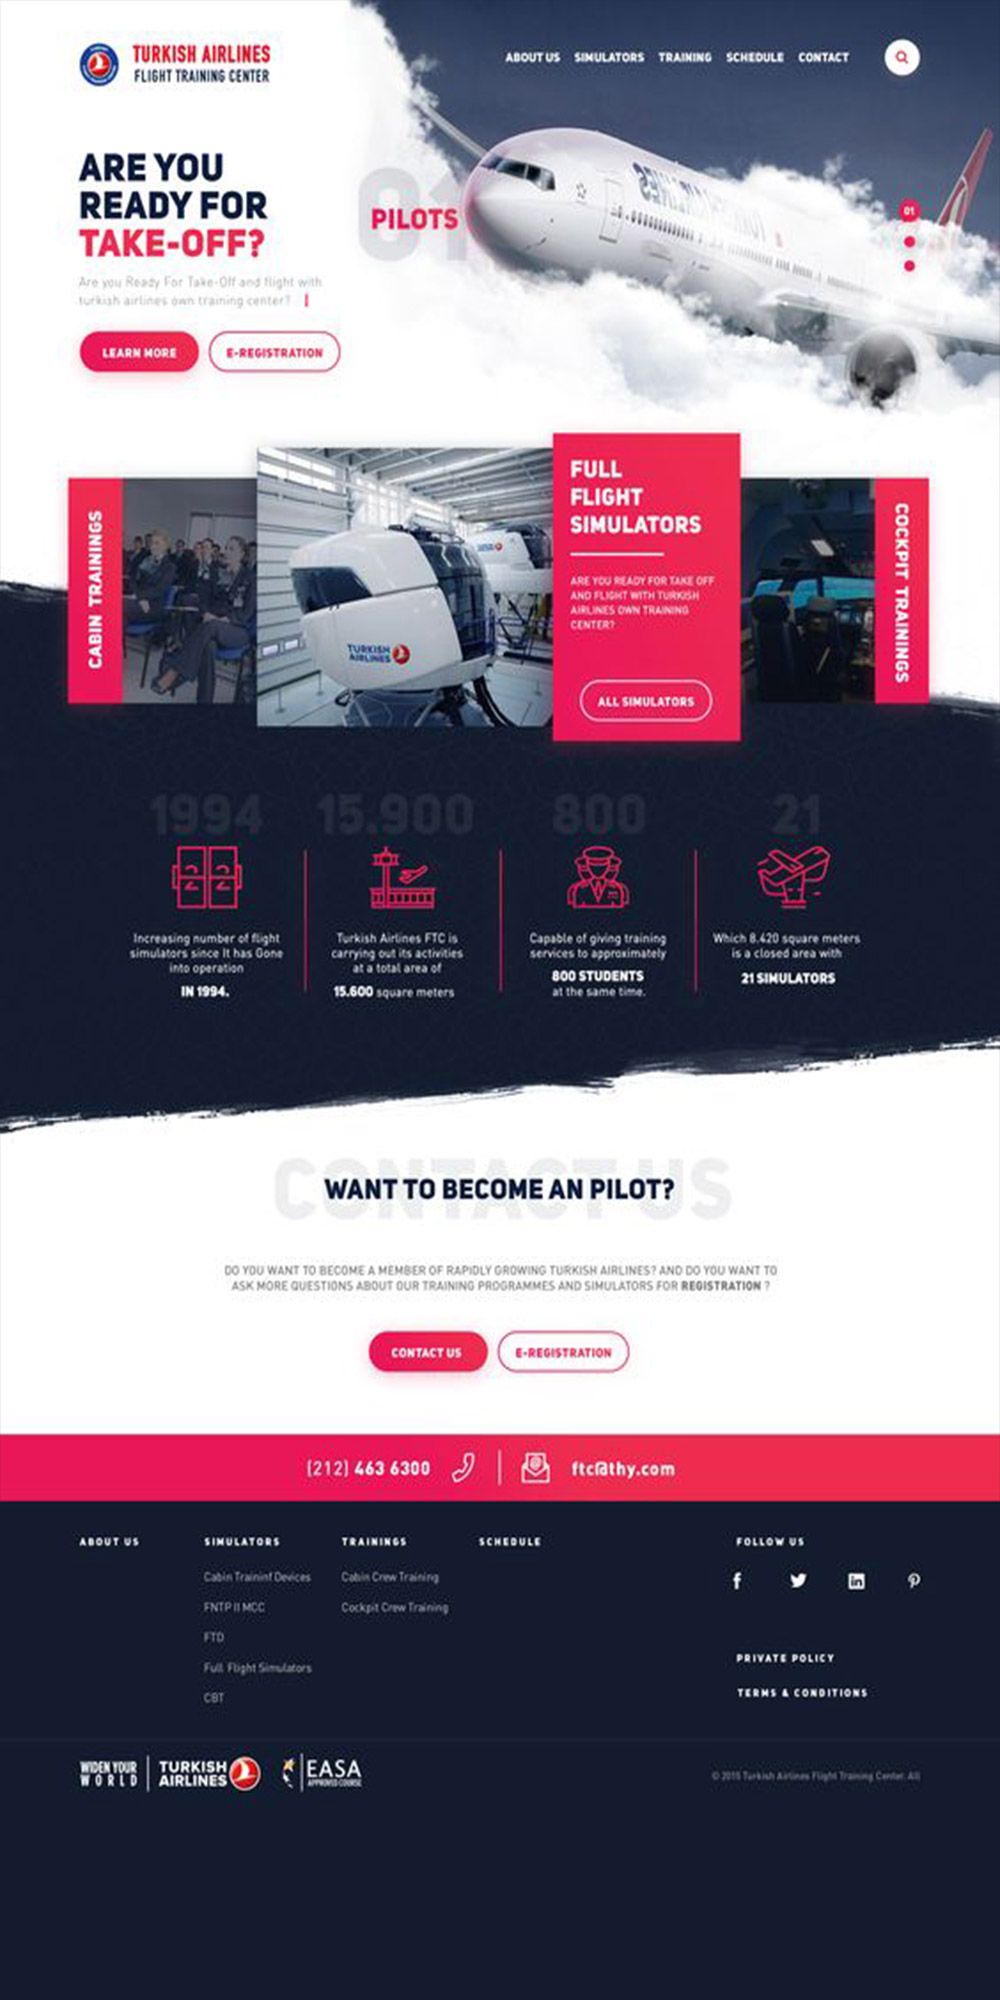 TURKISH AIRLINES
FLIGHT TRAINING CENTER
ABOUT US SIMULATORS TRAINING SCHEDULE CONTACT
ARE YOU
READY FOR
TAKE-OFF?
01
PILOTS
01
Are you Ready For Take-Off and flight with
turkish airlines own training center?
LEARN MORE
E-REGISTRATION
CABIN TRAININGS
TURKISH
AIRLINES
FULL
FLIGHT
SIMULATORS
ARE YOU READY FOR TAKE OFF
AND FLIGHT WITH TURKISH
AIRLINES OWN TRAINING
CENTER?
ALL SIMULATORS
COCKPIT TRAININGS
1994
22
Increasing number of flight
simulators since It has Gone
into operation
IN 1994.
15.900
Turkish Airlines FTC is
carrying out its activities
at a total area of
15.600 square meters
800
Capable of giving training
services to approximately
800 STUDENTS
at the same time.
21
Which 8.420 square meters
is a closed area with
21 SIMULATORS
CONTACT US
WANT TO BECOME AN PILOT?
DO YOU WANT TO BECOME A MEMBER OF RAPIDLY GROWING TURKISH AIRLINES? AND DO YOU WANT TO
ASK MORE QUESTIONS ABOUT OUR TRAINING PROGRAMMES AND SIMULATORS FOR REGISTRATION ?
CONTACT US
E-REGISTRATION
(212) 463 6300
ftc@thy.com
ABOUT US
SIMULATORS
Cabin Traininf Devices
FNTP II MCC
FTD
Full Flight Simulators
CBT
TRAININGS
Cabin Crew Training
Cockpit Crew Training
SCHEDULE
FOLLOW US
PRIVATE POLICY
TERMS & CONDITIONS
WIDEN YOUR
WORLD
TURKISH
AIRLINES
EASA
APPROVED COURSE
© 2015 Turkish Airlines Flight Training Center. All